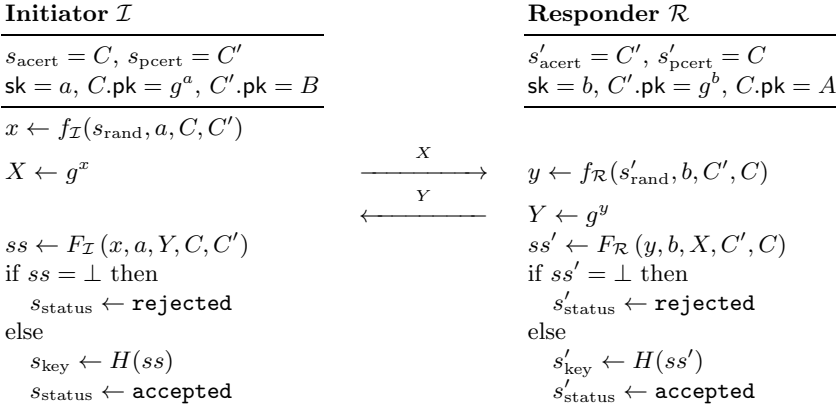 Initiator 𝓘 Responder 𝓡
s_acert = C, s_pcert = C′ s′_acert = C′, s′_pcert = C
sk = a, C.pk = g^a, C′.pk = B sk = b, C′.pk = g^b, C.pk = A
x ← f_𝓘(s_rand, a, C, C′)
X ← g^x X y ← f_𝓡(s′_rand, b, C′, C)
Y Y ← g^y
ss ← F_𝓘 (x, a, Y, C, C′) ss′ ← F_𝓡 (y, b, X, C′, C)
if ss = ⊥ then if ss′ = ⊥ then
s_status ← rejected s′_status ← rejected
else else
s_key ← H(ss) s′_key ← H(ss′)
s_status ← accepted s′_status ← accepted